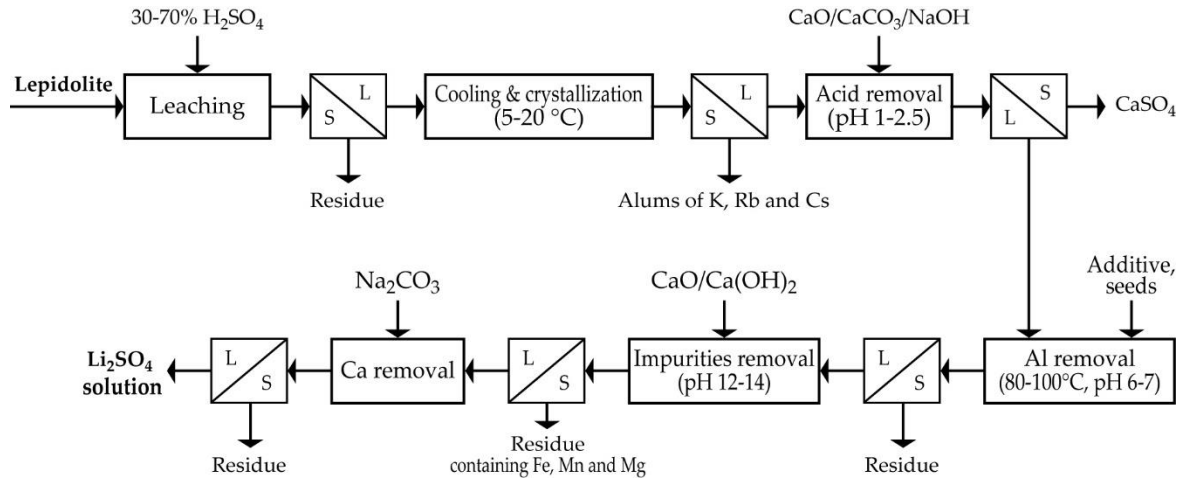 30-70% H₂SO₄
CaO/CaCO₃/NaOH
Lepidolite
Leaching
L
S
Cooling & crystallization
(5-20 °C)
L
S
Acid removal
(pH 1-2.5)
S
L
CaSO₄
Residue
Alums of K, Rb and Cs
Na₂CO₃
CaO/Ca(OH)₂
Additive,
seeds
Li₂SO₄
solution
L
S
Ca removal
L
S
Impurities removal
(pH 12-14)
L
S
Al removal
(80-100°C, pH 6-7)
Residue
Residue
containing Fe, Mn and Mg
Residue